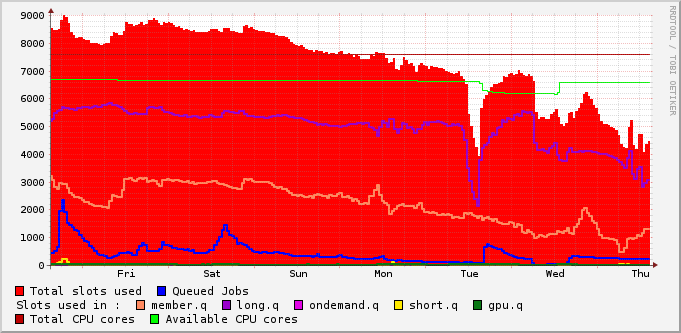 RRDTOOL / TOBI OETIKER
9000
8000
7000
6000
5000
4000
3000
2000
1000
0
Fri Sat Sun Mon Tue Wed Thu
Total slots used Queued Jobs
Slots used in : member.q long.q ondemand.q short.q gpu.q
Total CPU cores Available CPU cores